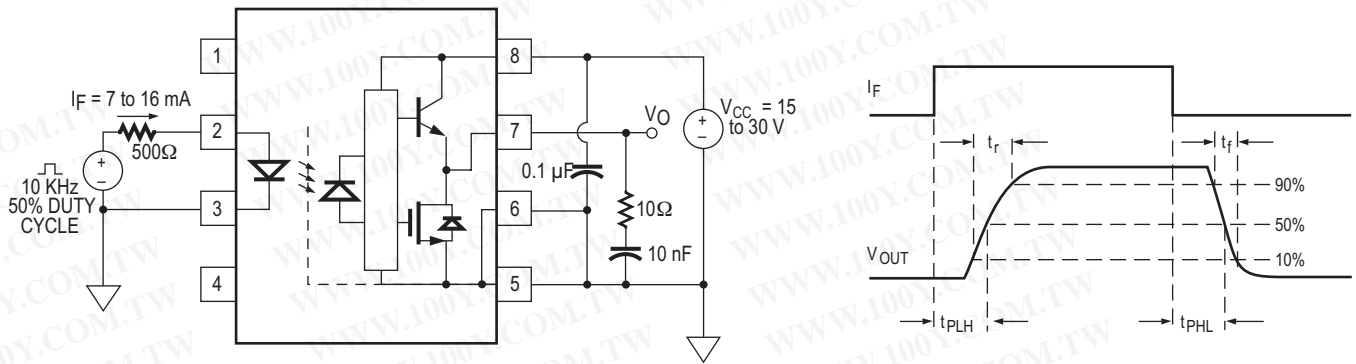 1
2
3
4
8
7
6
5
I_F = 7 to 16 mA
500Ω
+
–
10 KHz
50% DUTY
CYCLE
0.1 µF
V_O
10Ω
10 nF
+
–
V_CC = 15
to 30 V
I_F
t_r
t_f
90%
50%
10%
V_OUT
t_PLH
t_PHL
WWW.100Y.COM.TW